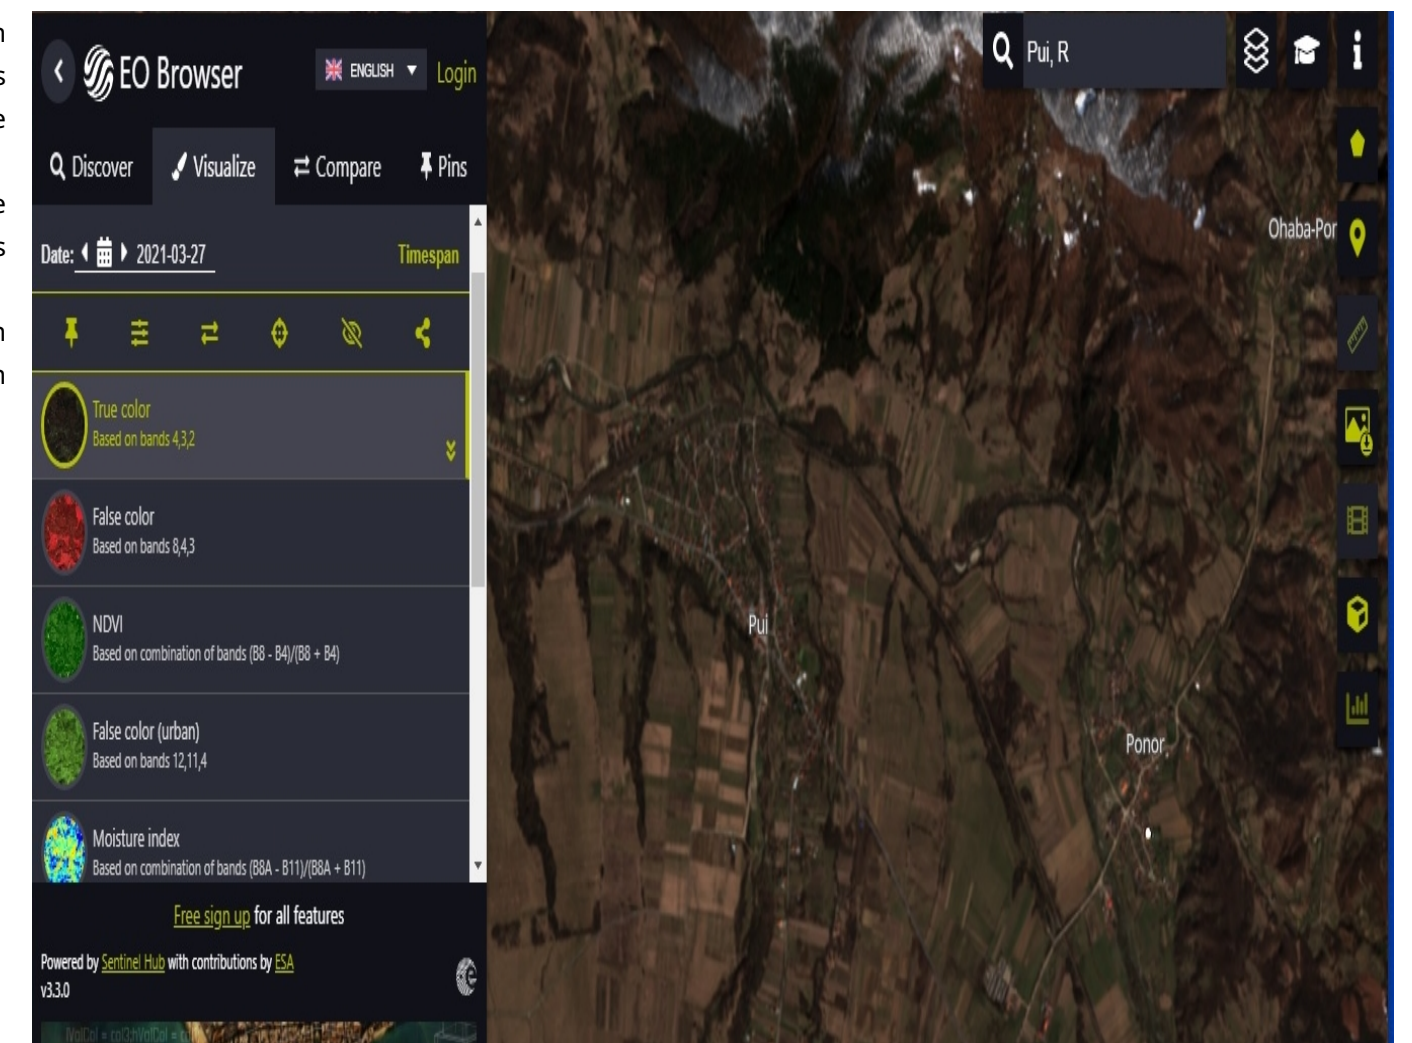 n
s
e
e
s
n
n
EO Browser
ENGLISH
Login
Discover
Visualize
Compare
Pins
Date:
2021-03-27
Timespan
True color
Based on bands 4,3,2
False color
Based on bands 8,4,3
NDVI
Based on combination of bands (B8 - B4)/(B8 + B4)
False color (urban)
Based on bands 12,11,4
Moisture index
Based on combination of bands (B8A - B11)/(B8A + B11)
Free sign up for all features
Powered by Sentinel Hub with contributions by ESA
v3.3.0
Pui, R
Ohaba-Por
Pui
Ponor